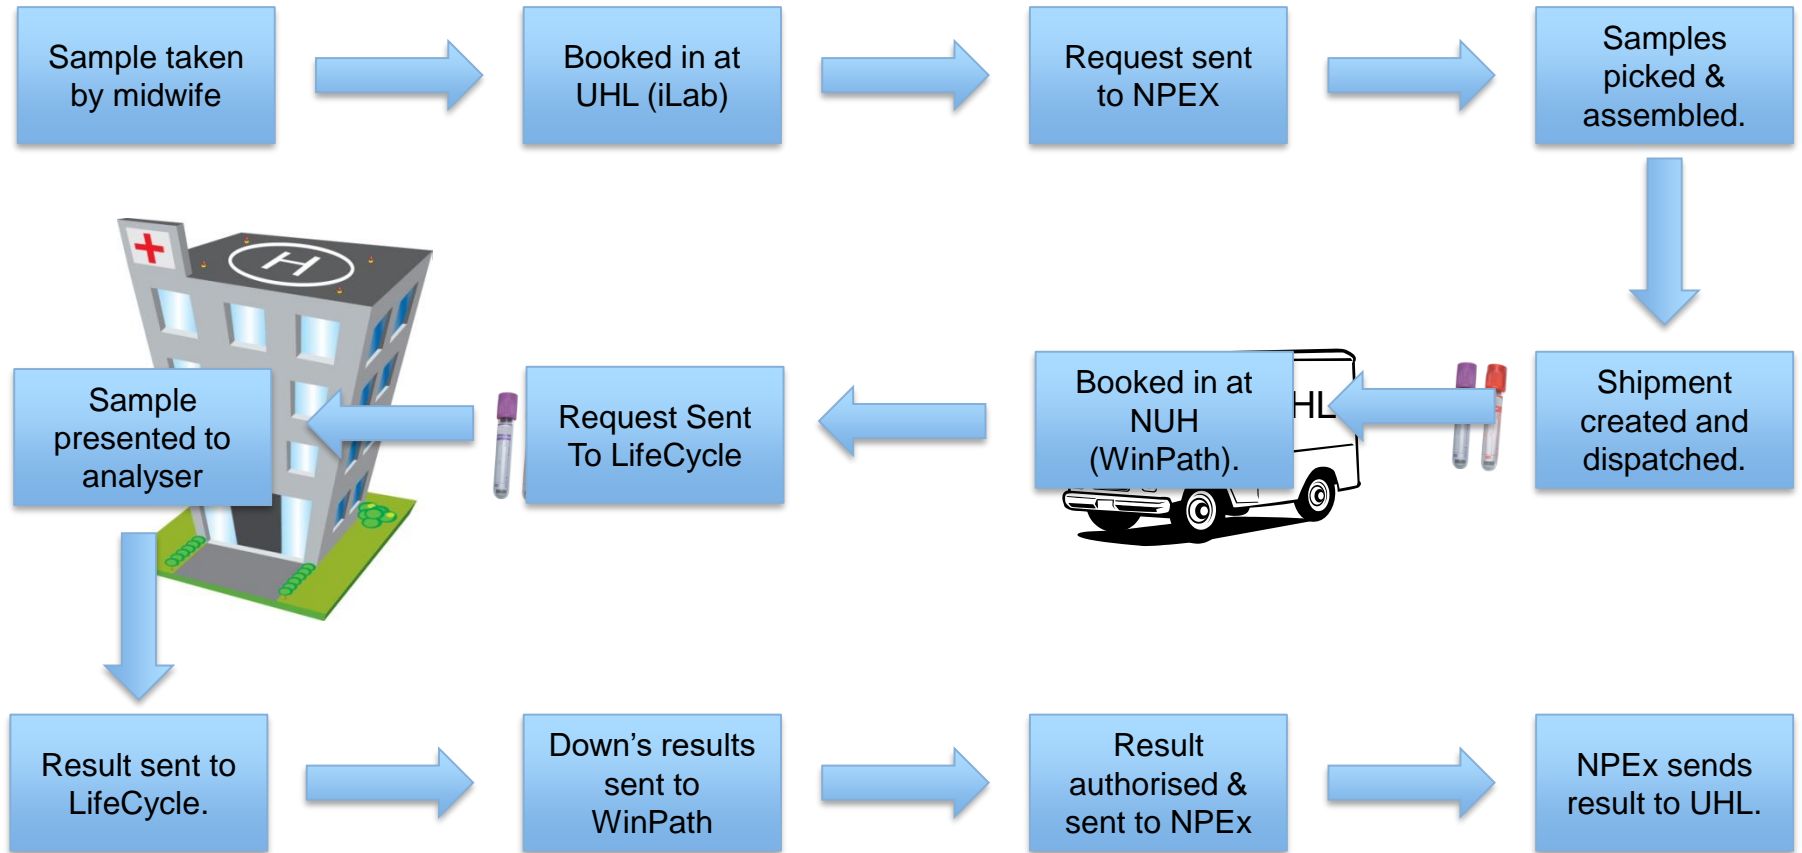 Sample taken
by midwife
Booked in at
UHL (iLab)
Request sent
to NPEX
Samples
picked &
assembled.
H
Sample
presented to
analyser
Request Sent
To LifeCycle
Booked in at
NUH
(WinPath).
HL
Shipment
created and
dispatched.
Result sent to
LifeCycle.
Down’s results
sent to
WinPath
Result
authorised &
sent to NPEx
NPEx sends
result to UHL.